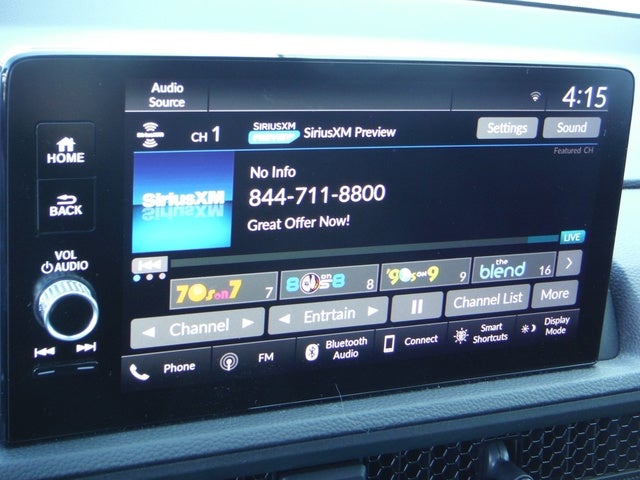 Audio
Source
4:15
HOME
BACK
VOL
AUDIO
SiriusXM
CH 1
SIRIUSXM
SiriusXM Preview
Settings
Sound
Featured CH
SiriusXM
No Info
844-711-8800
Great Offer Now!
LIVE
70s on 7
7
80s on 8
8
'90s ON 9
9
the blend
16
Channel
Entrtain
Channel List
More
Phone
FM
Bluetooth
Audio
Connect
Smart
Shortcuts
Display
Mode